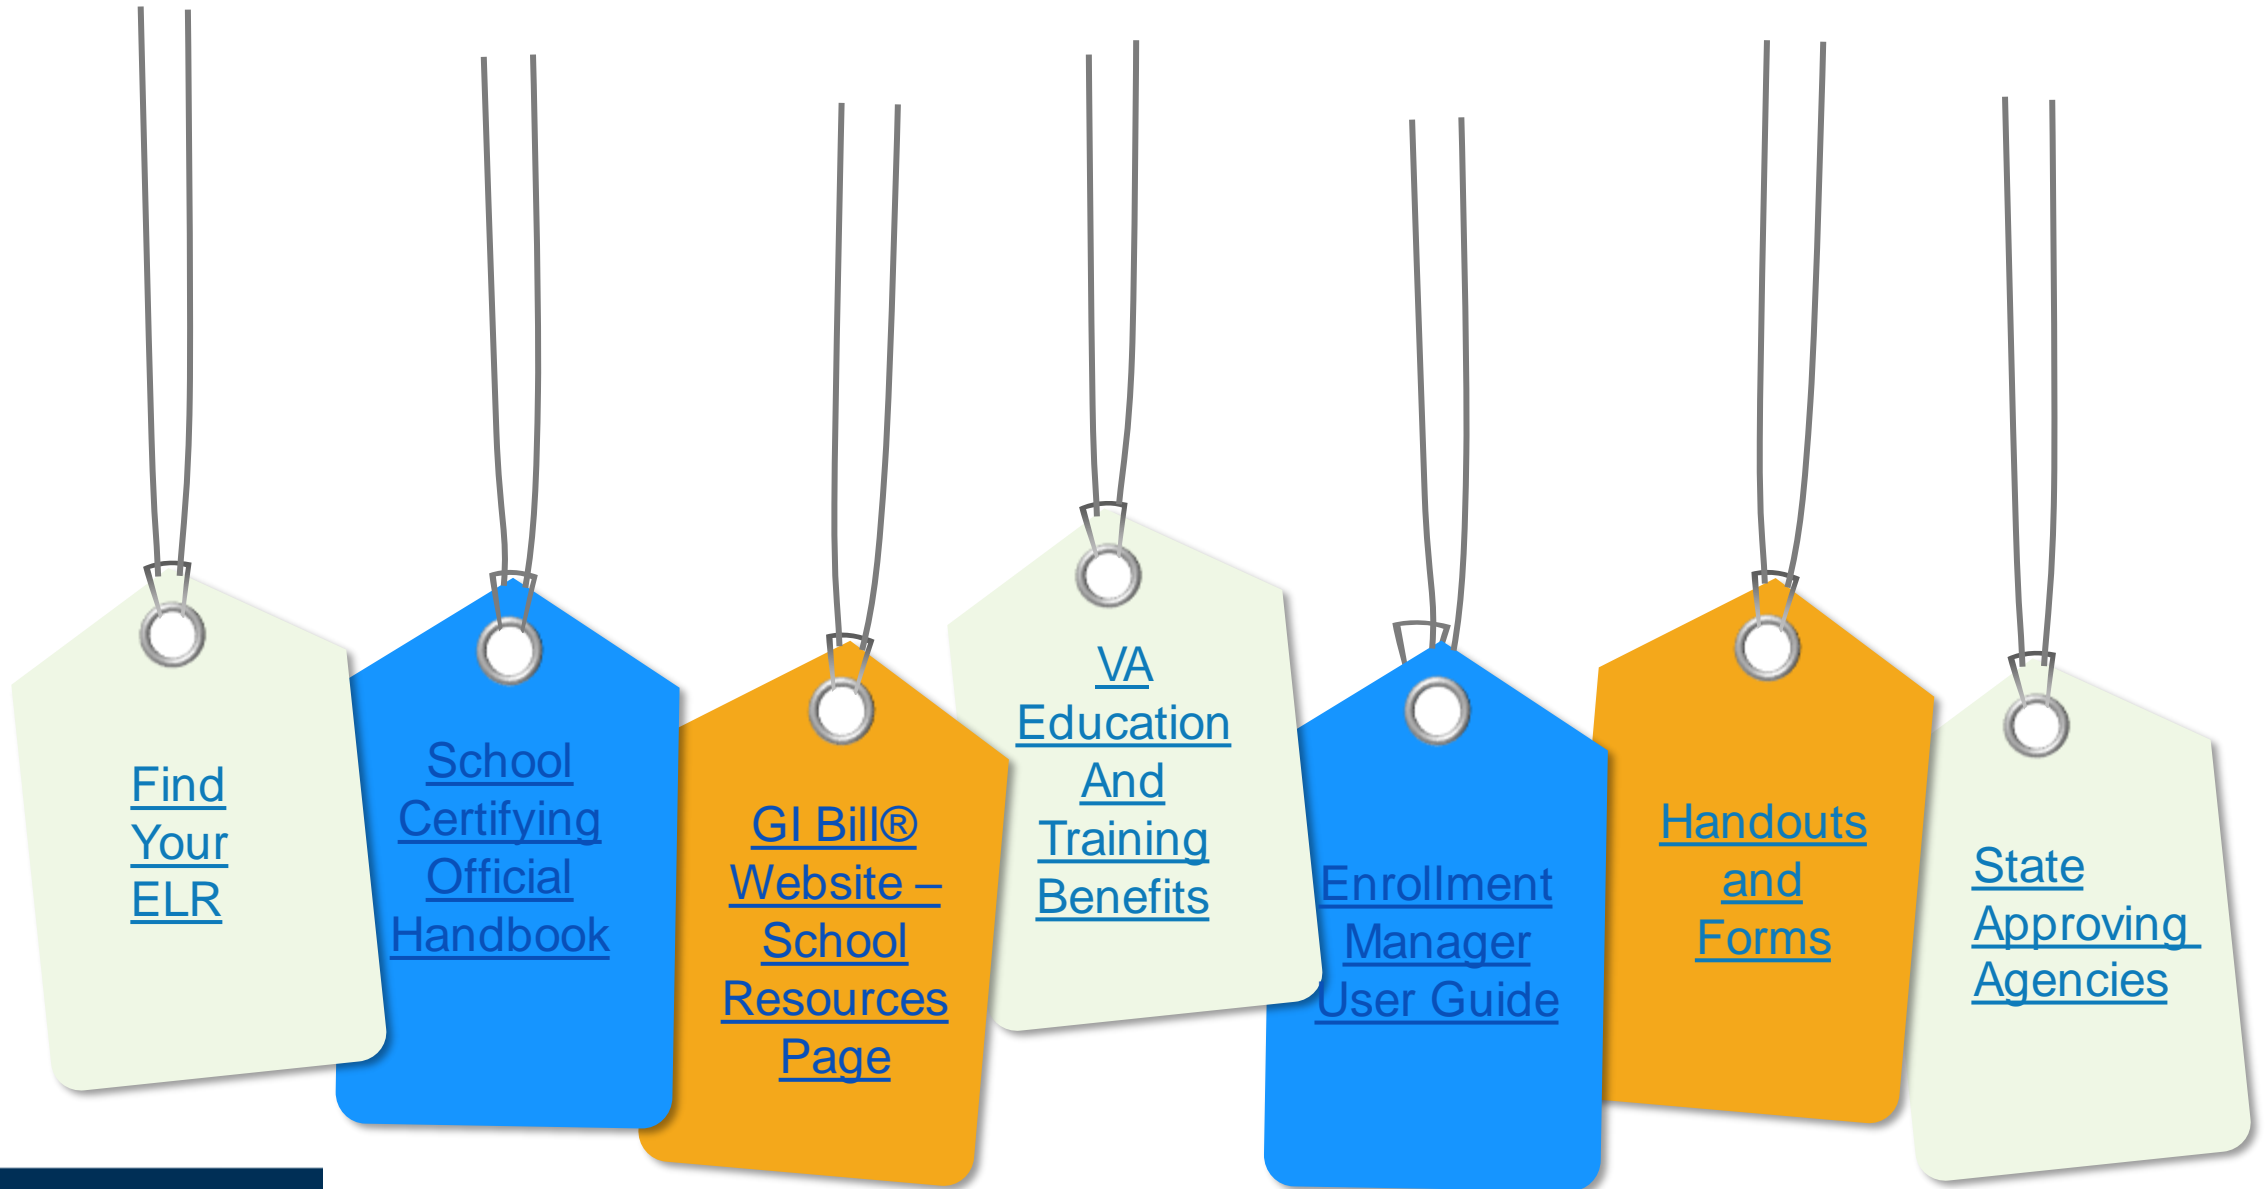 Find
Your
ELR
School
Certifying
Official
Handbook
GI Bill®
Website –
School
Resources
Page
VA
Education
And
Training
Benefits
Enrollment
Manager
User Guide
Handouts
and
Forms
State
Approving
Agencies